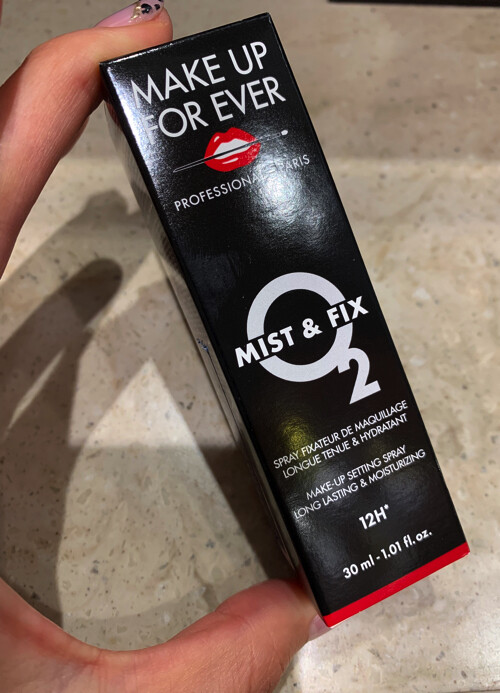 MAKE UP
FOR EVER
PROFESSIONAL PARIS
O2
MIST & FIX
SPRAY FIXATEUR DE MAQUILLAGE
LONGUE TENUE & HYDRATANT
MAKE-UP SETTING SPRAY
LONG LASTING & MOISTURIZING
12H*
30 ml - 1.01 fl.oz.